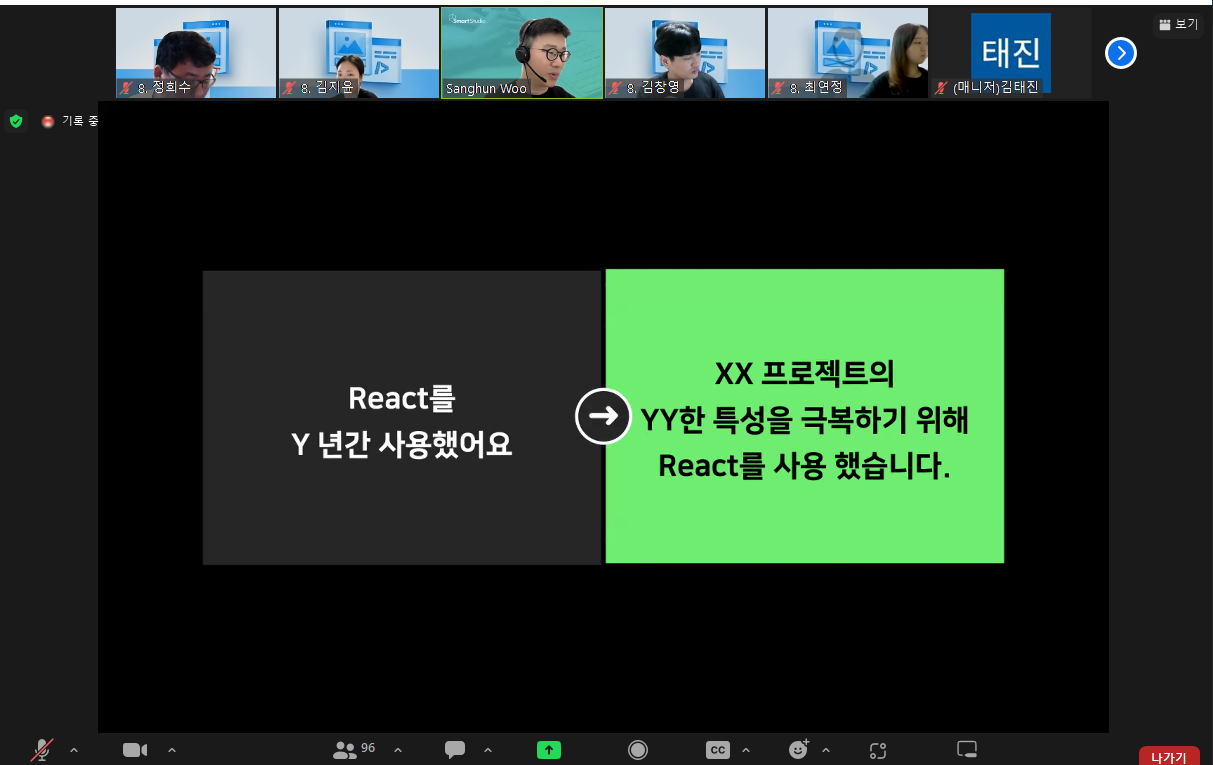 SmartStudio
8. 정희수
8. 김지윤
Sanghun Woo
8. 김창영
8. 최연정
태진
(매니저)김태진
보기
기록 중
React를
Y 년간 사용했어요
XX 프로젝트의
YY한 특성을 극복하기 위해
React를 사용 했습니다.
96
CC
나가기